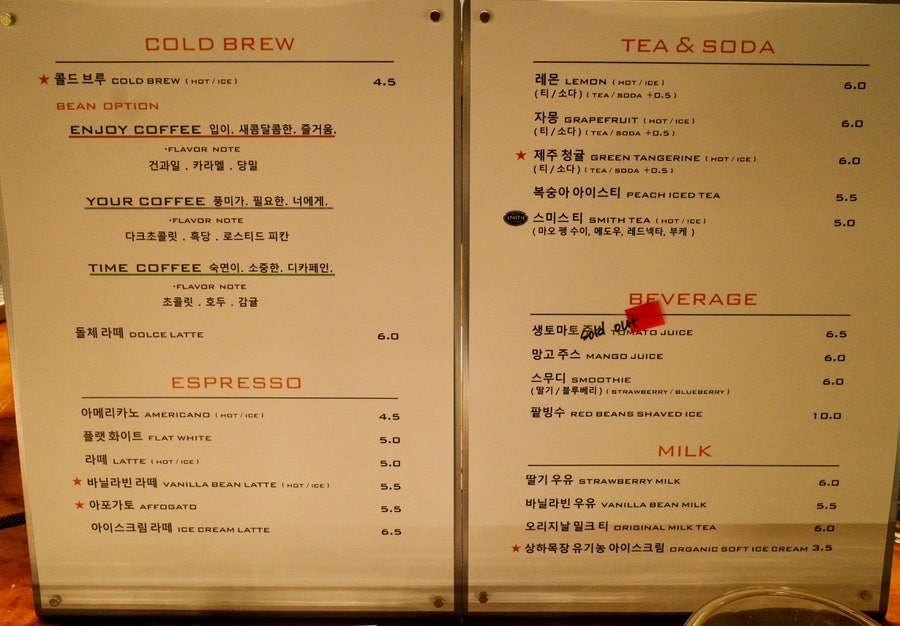 COLD BREW
★ 콜드 브루 COLD BREW ( HOT / ICE ) 4.5
BEAN OPTION
ENJOY COFFEE 입이. 새콤달콤한. 즐거움.
•FLAVOR NOTE
건과일 . 카라멜 . 당밀
YOUR COFFEE 풍미가. 필요한. 너에게.
•FLAVOR NOTE
다크초콜릿 . 흑당 . 로스티드 피칸
TIME COFFEE 숙면이. 소중한. 디카페인.
•FLAVOR NOTE
초콜릿 . 호두 . 감귤
돌체 라떼 DOLCE LATTE 6.0
ESPRESSO
아메리카노 AMERICANO ( HOT / ICE ) 4.5
플랫 화이트 FLAT WHITE 5.0
라떼 LATTE ( HOT / ICE ) 5.0
★ 바닐라빈 라떼 VANILLA BEAN LATTE ( HOT / ICE ) 5.5
★ 아포가토 AFFOGATO 5.5
아이스크림 라떼 ICE CREAM LATTE 6.5
TEA & SODA
레몬 LEMON ( HOT / ICE ) 6.0
( 티 / 소다 ) ( TEA / SODA +0.5 )
자몽 GRAPEFRUIT ( HOT / ICE ) 6.0
( 티 / 소다 ) ( TEA / SODA +0.5 )
★ 제주 청귤 GREEN TANGERINE ( HOT / ICE ) 6.0
( 티 / 소다 ) ( TEA / SODA +0.5 )
복숭아 아이스티 PEACH ICED TEA 5.5
스미스 티 SMITH TEA ( HOT / ICE ) 5.0
( 마오 펭 수이, 메도우, 레드넥타, 부케 )
BEVERAGE
생토마토 주스 TOMATO JUICE 6.5
Sold out
망고 주스 MANGO JUICE 6.0
스무디 SMOOTHIE 6.0
( 딸기 / 블루베리 ) ( STRAWBERRY / BLUEBERRY )
팥빙수 RED BEANS SHAVED ICE 10.0
MILK
딸기 우유 STRAWBERRY MILK 6.0
바닐라빈 우유 VANILLA BEAN MILK 5.5
오리지날 밀크 티 ORIGINAL MILK TEA 6.0
★ 상하목장 유기농 아이스크림 ORGANIC SOFT ICE CREAM 3.5